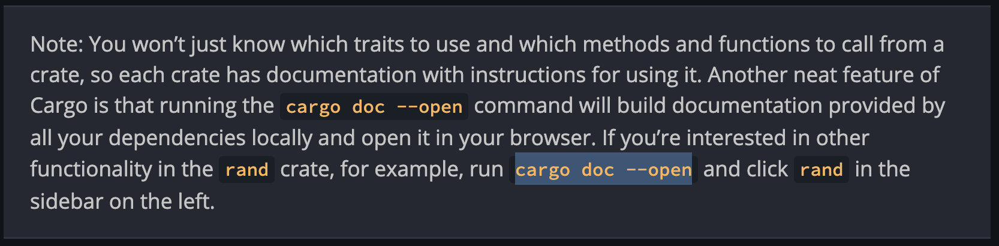 Note: You won’t just know which traits to use and which methods and functions to call from a
crate, so each crate has documentation with instructions for using it. Another neat feature of
Cargo is that running the cargo doc --open command will build documentation provided by
all your dependencies locally and open it in your browser. If you’re interested in other
functionality in the rand crate, for example, run cargo doc --open and click rand in the
sidebar on the left.